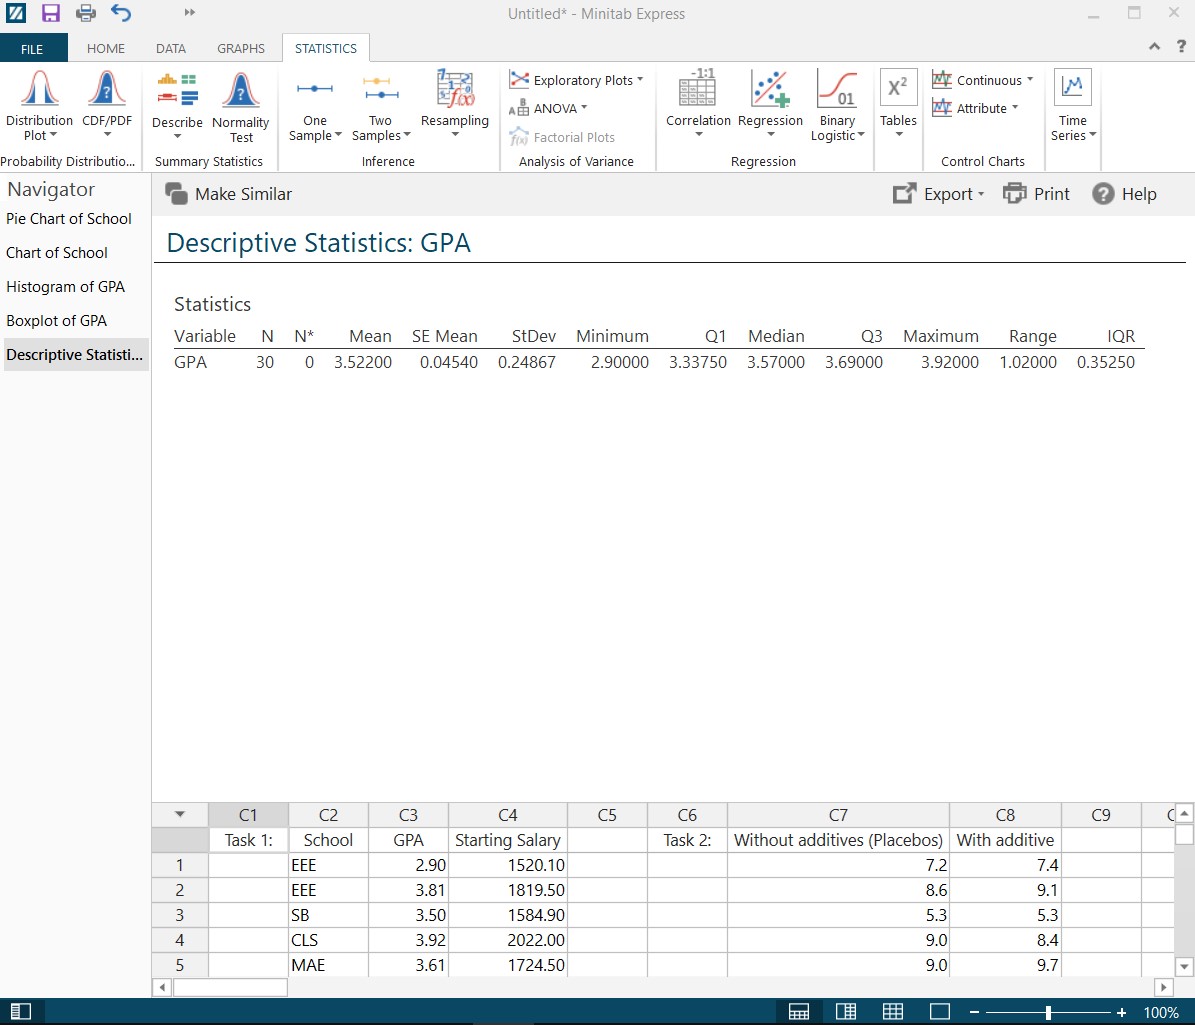 Untitled* - Minitab Express
FILE HOME DATA GRAPHS STATISTICS
Distribution Plot CDF/PDF
Probability Distributio...
Describe Normality Test
Summary Statistics
One Sample Two Samples Resampling
Inference
Exploratory Plots
ANOVA
Factorial Plots
Analysis of Variance
-1:1
Correlation Regression 01 Binary Logistic
Regression
X² Tables
Continuous
Attribute
Control Charts
Time Series
Navigator
Pie Chart of School
Chart of School
Histogram of GPA
Boxplot of GPA
Descriptive Statisti...
Make Similar Export Print ? Help
Descriptive Statistics: GPA
Statistics
Variable N N* Mean SE Mean StDev Minimum Q1 Median Q3 Maximum Range IQR
GPA 30 0 3.52200 0.04540 0.24867 2.90000 3.33750 3.57000 3.69000 3.92000 1.02000 0.35250
C1 C2 C3 C4 C5 C6 C7 C8 C9
Task 1: School GPA Starting Salary Task 2: Without additives (Placebos) With additive
1 EEE 2.90 1520.10 7.2 7.4
2 EEE 3.81 1819.50 8.6 9.1
3 SB 3.50 1584.90 5.3 5.3
4 CLS 3.92 2022.00 9.0 8.4
5 MAE 3.61 1724.50 9.0 9.7
100%